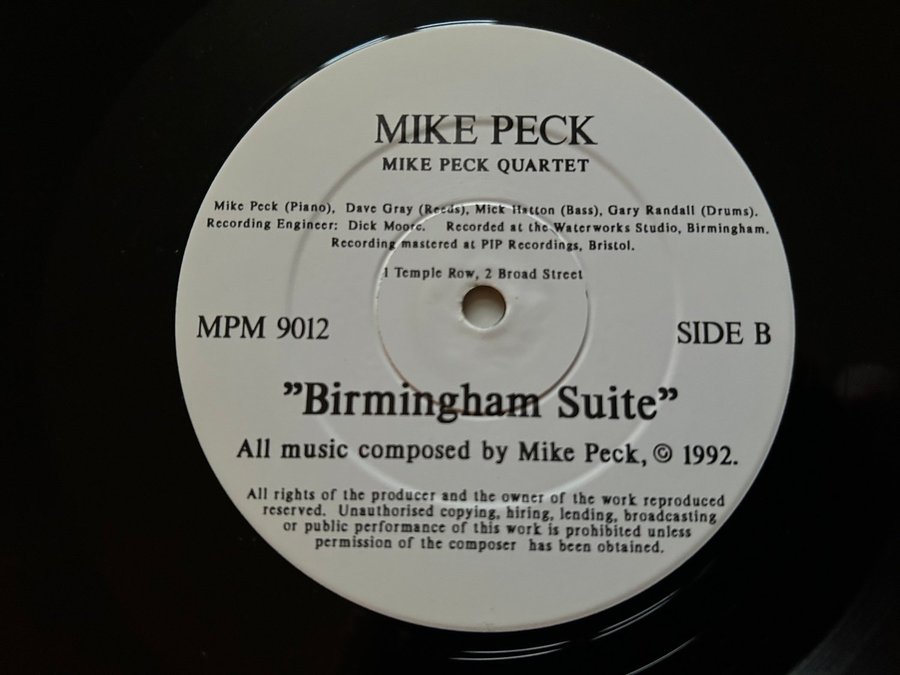 MIKE PECK
MIKE PECK QUARTET
Mike Peck (Piano), Dave Gray (Reeds), Mick Hatton (Bass), Gary Randall (Drums).
Recording Engineer: Dick Moore. Recorded at the Waterworks Studio, Birmingham.
Recording mastered at PIP Recordings, Bristol.
1 Temple Row, 2 Broad Street
MPM 9012 SIDE B
”Birmingham Suite”
All music composed by Mike Peck, © 1992.
All rights of the producer and the owner of the work reproduced
reserved. Unauthorised copying, hiring, lending, broadcasting
or public performance of this work is prohibited unless
permission of the composer has been obtained.